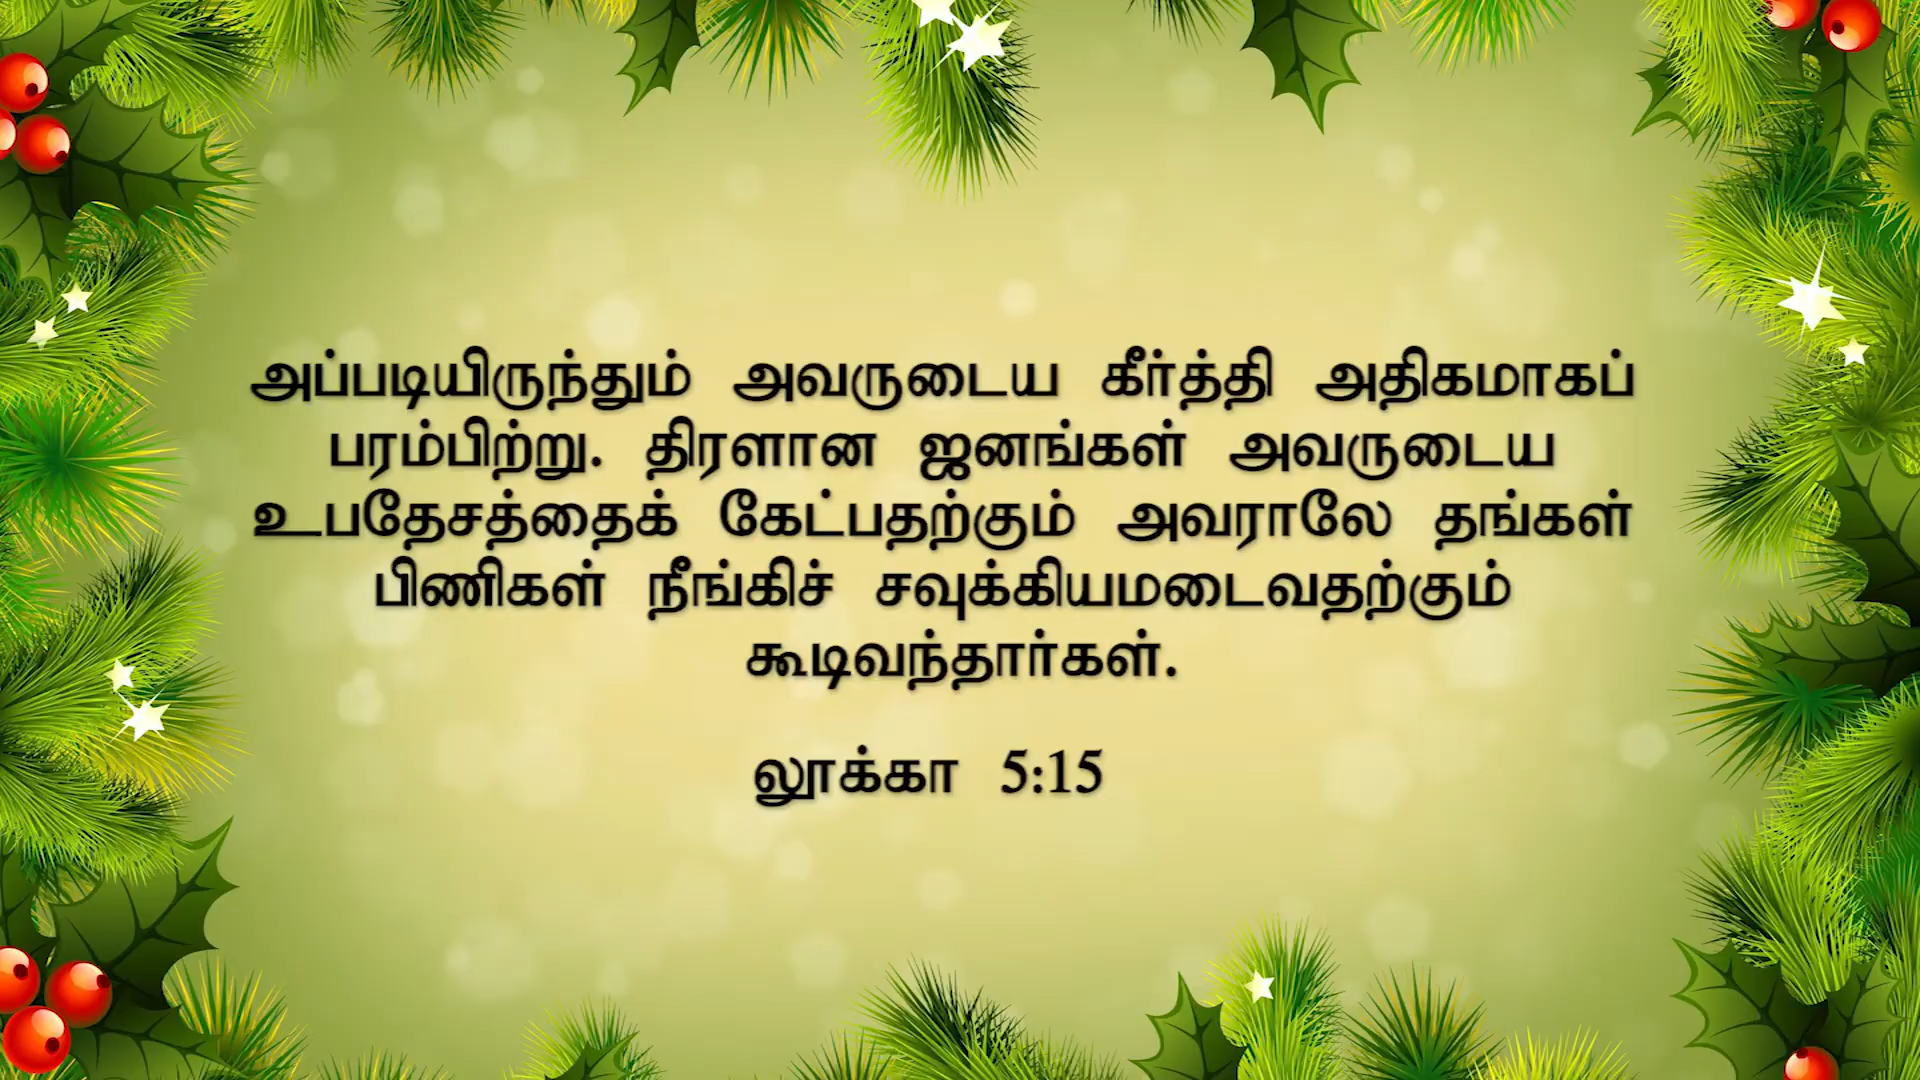 அப்படியிருந்தும் அவருடைய கீர்த்தி அதிகமாகப்
பரம்பிற்று. திரளான ஜனங்கள் அவருடைய
உபதேசத்தைக் கேட்பதற்கும் அவராலே தங்கள்
பிணிகள் நீங்கிச் சவுக்கியமடைவதற்கும்
கூடிவந்தார்கள்.
லூக்கா 5:15